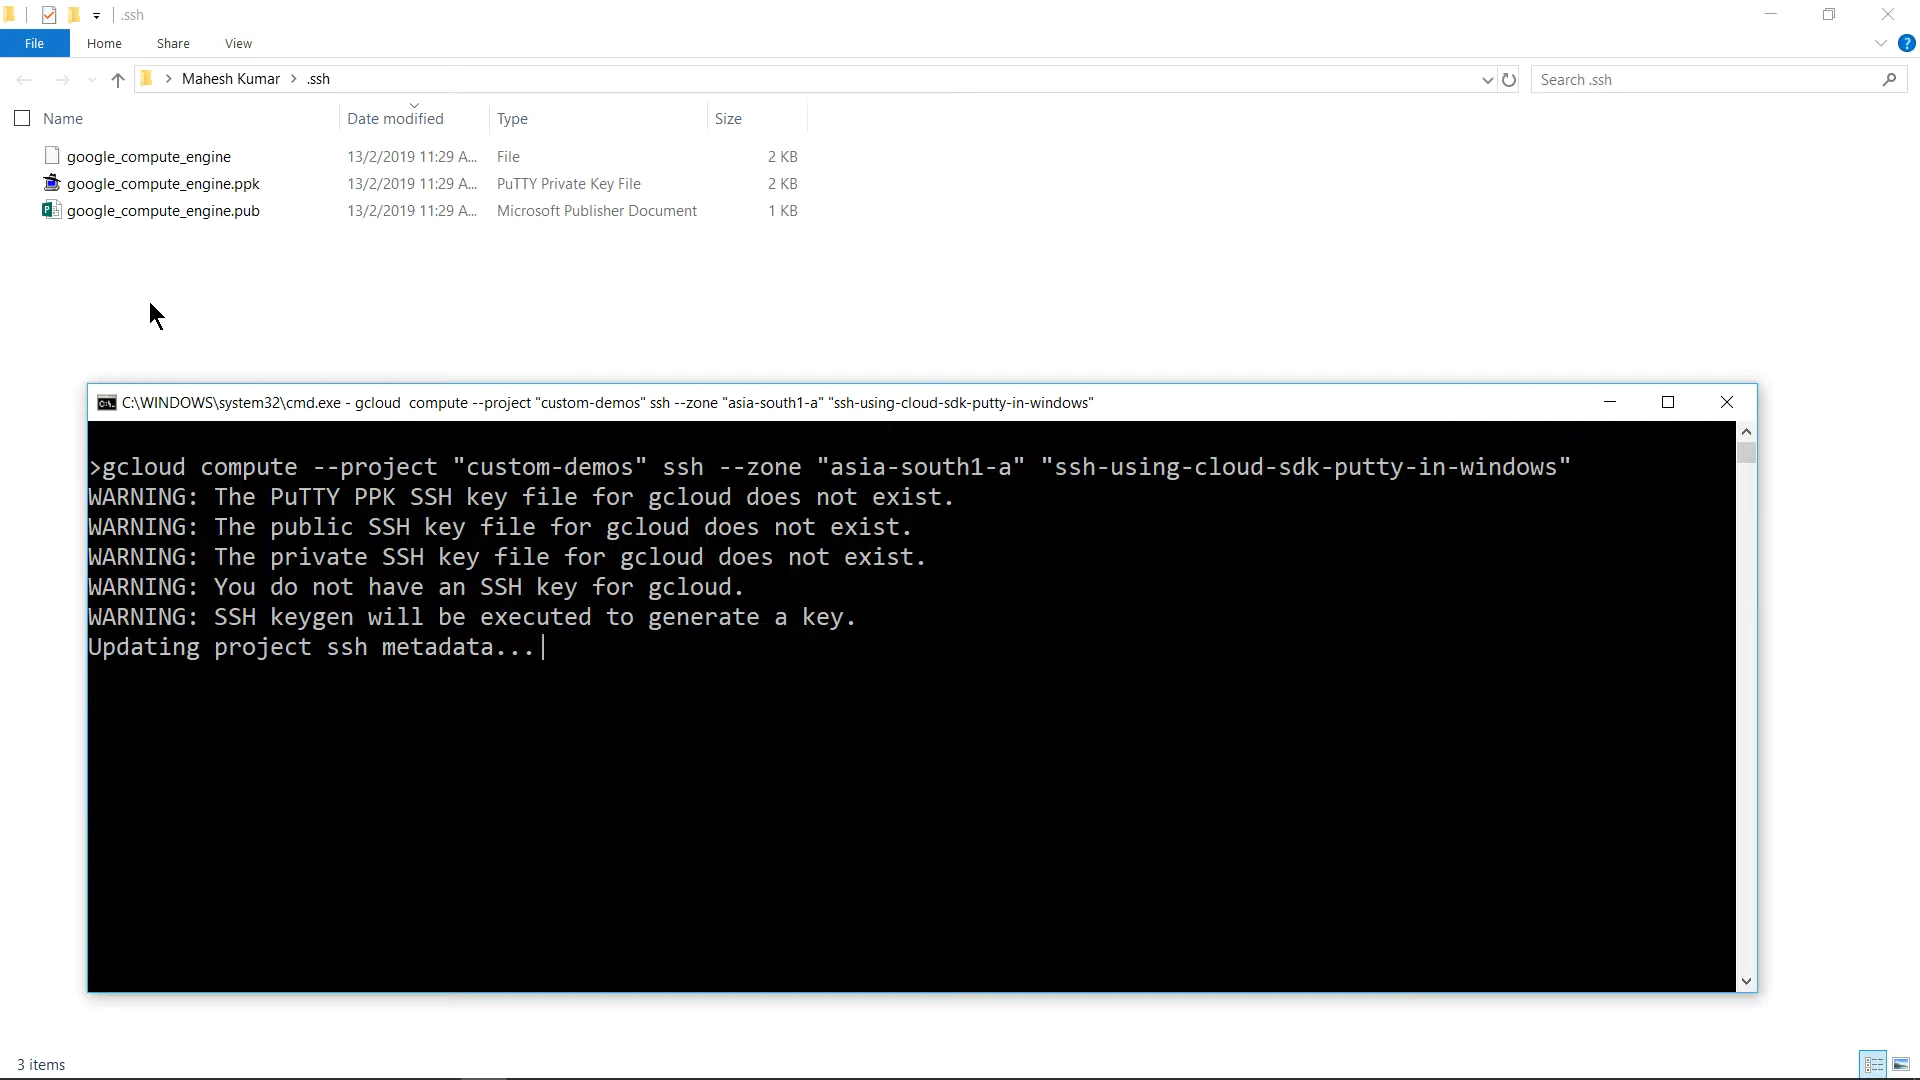 .ssh
File Home Share View
Mahesh Kumar .ssh
Search .ssh
Name Date modified Type Size
google_compute_engine 13/2/2019 11:29 A... File 2 KB
google_compute_engine.ppk 13/2/2019 11:29 A... PuTTY Private Key File 2 KB
google_compute_engine.pub 13/2/2019 11:29 A... Microsoft Publisher Document 1 KB
C:\WINDOWS\system32\cmd.exe - gcloud  compute --project "custom-demos" ssh --zone "asia-south1-a" "ssh-using-cloud-sdk-putty-in-windows"
>gcloud compute --project "custom-demos" ssh --zone "asia-south1-a" "ssh-using-cloud-sdk-putty-in-windows"
WARNING: The PuTTY PPK SSH key file for gcloud does not exist.
WARNING: The public SSH key file for gcloud does not exist.
WARNING: The private SSH key file for gcloud does not exist.
WARNING: You do not have an SSH key for gcloud.
WARNING: SSH keygen will be executed to generate a key.
Updating project ssh metadata...|
3 items